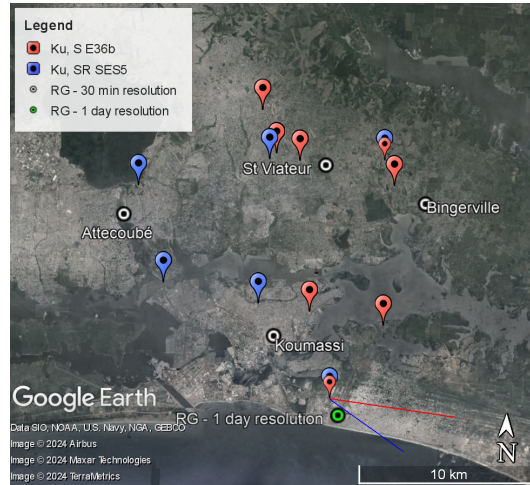 Legend
Ku, S E36b
Ku, SR SES5
RG - 30 min resolution
RG - 1 day resolution
St Viateur
Bingerville
Attecoubé
Koumassi
Google Earth
RG - 1 day resolution
Data SIO, NOAA, U.S. Navy, NGA, GEBCO
Image © 2024 Airbus
Image © 2024 Maxar Technologies
Image © 2024 TerraMetrics
N
10 km